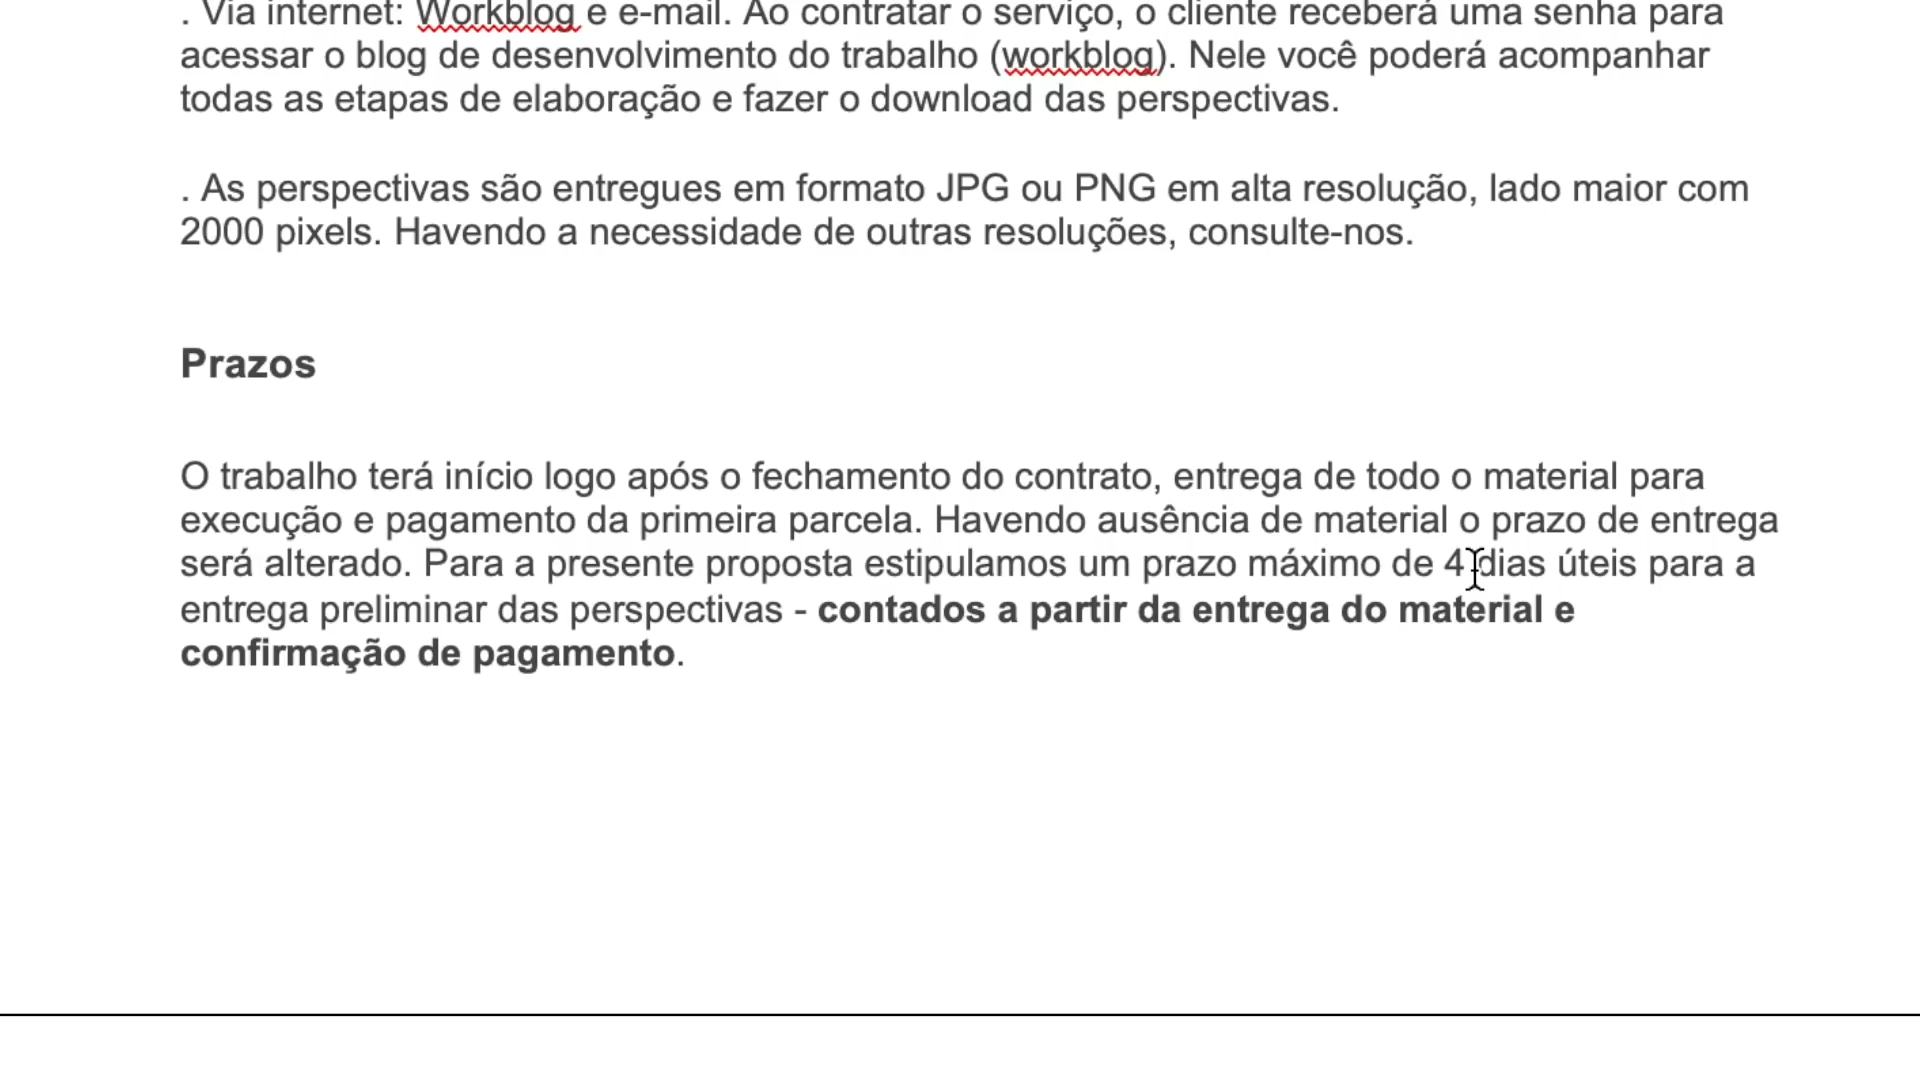 . Via internet: Workblog e e-mail. Ao contratar o serviço, o cliente receberá uma senha para
acessar o blog de desenvolvimento do trabalho (workblog). Nele você poderá acompanhar
todas as etapas de elaboração e fazer o download das perspectivas.
. As perspectivas são entregues em formato JPG ou PNG em alta resolução, lado maior com
2000 pixels. Havendo a necessidade de outras resoluções, consulte-nos.
Prazos
O trabalho terá início logo após o fechamento do contrato, entrega de todo o material para
execução e pagamento da primeira parcela. Havendo ausência de material o prazo de entrega
será alterado. Para a presente proposta estipulamos um prazo máximo de 4 dias úteis para a
entrega preliminar das perspectivas - contados a partir da entrega do material e
confirmação de pagamento.